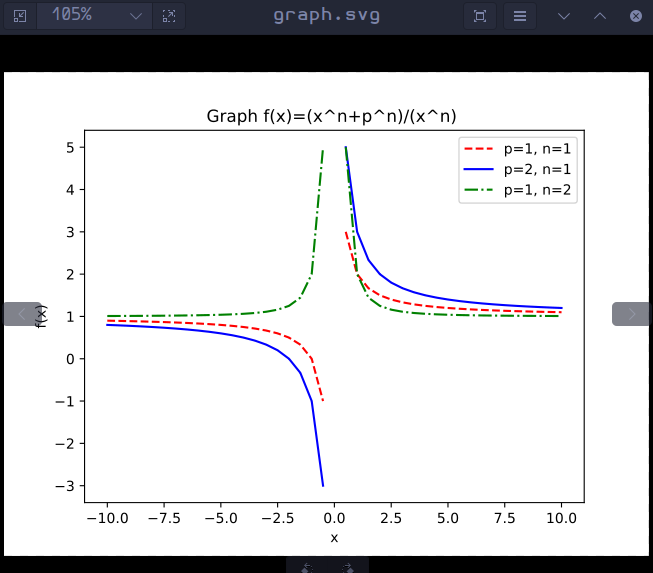 105%
graph.svg
Graph f(x)=(x^n+p^n)/(x^n)
p=1, n=1
p=2, n=1
p=1, n=2
5
4
3
2
1
0
−1
−2
−3
f(x)
−10.0 −7.5 −5.0 −2.5 0.0 2.5 5.0 7.5 10.0
x